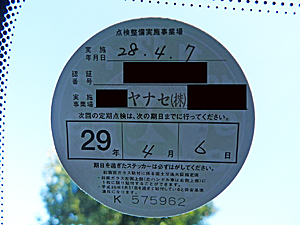 点検整備実施事業場
実施年月日 28.4.7
認証番号
実施事業場 ヤナセ(株)
次回の定期点検は、次の期日までに行ってください。
29年 4月 6日
期日を過ぎたステッカーは必ずはがしてください。
K 575962